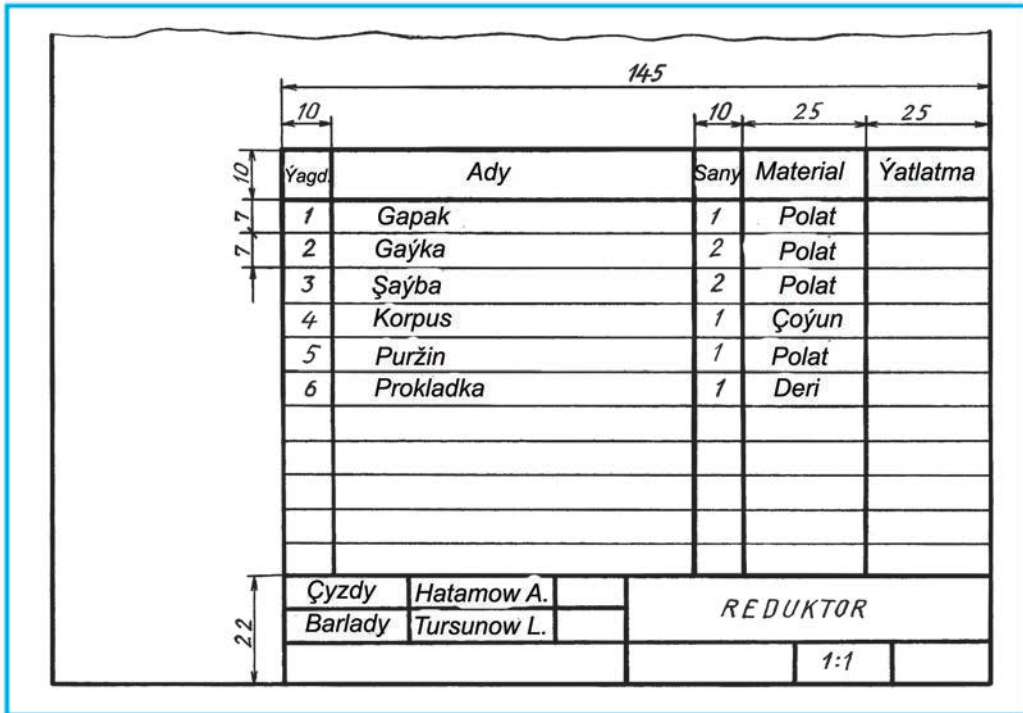 145
10 10 25 25
10 Ýagd. Ady Sany Material Ýatlatma
7 1 Gapak 1 Polat
7 2 Gaýka 2 Polat
3 Şaýba 2 Polat
4 Korpus 1 Çoýun
5 Puržin 1 Polat
6 Prokladka 1 Deri
22 Çyzdy Hatamow A. REDUKTOR
Barlady Tursunow L.
1:1